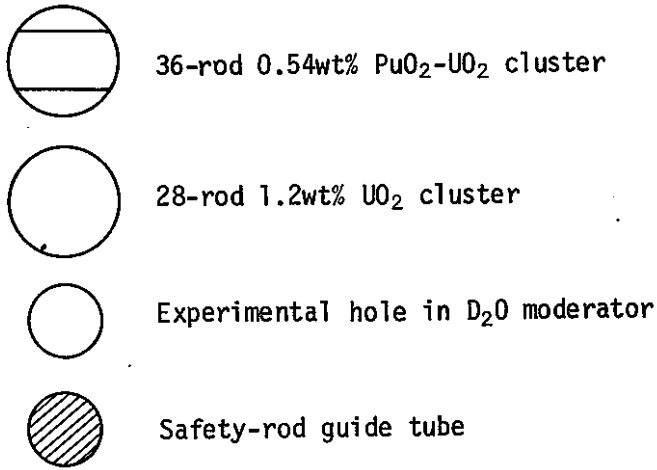 36-rod 0.54wt% PuO₂-UO₂ cluster
28-rod 1.2wt% UO₂ cluster
Experimental hole in D₂O moderator
Safety-rod guide tube